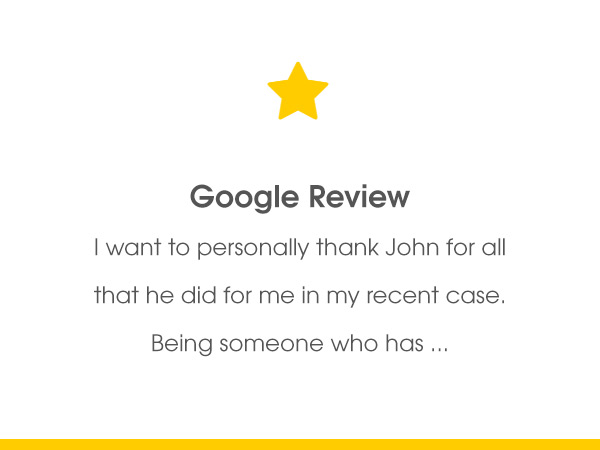 Google Review
I want to personally thank John for all
that he did for me in my recent case.
Being someone who has ...